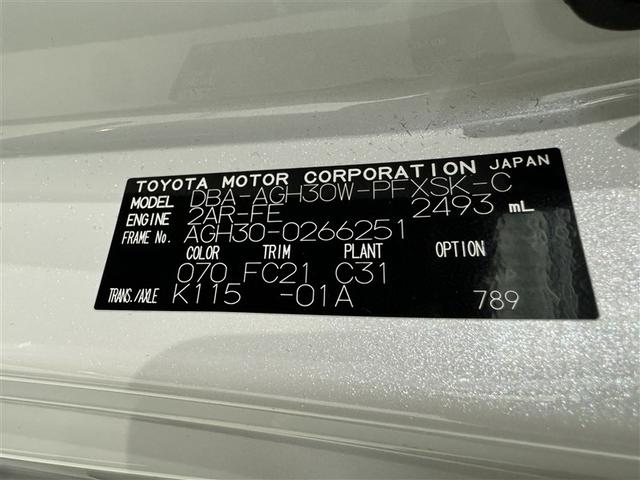 TOYOTA MOTOR CORPORATION JAPAN
MODEL DBA-AGH30W-PFXSK-C
ENGINE 2AR-FE 2493 mL
FRAME No. AGH30-0266251
COLOR TRIM PLANT OPTION
070 FC21 C31
TRANS./AXLE K115 -01A 789